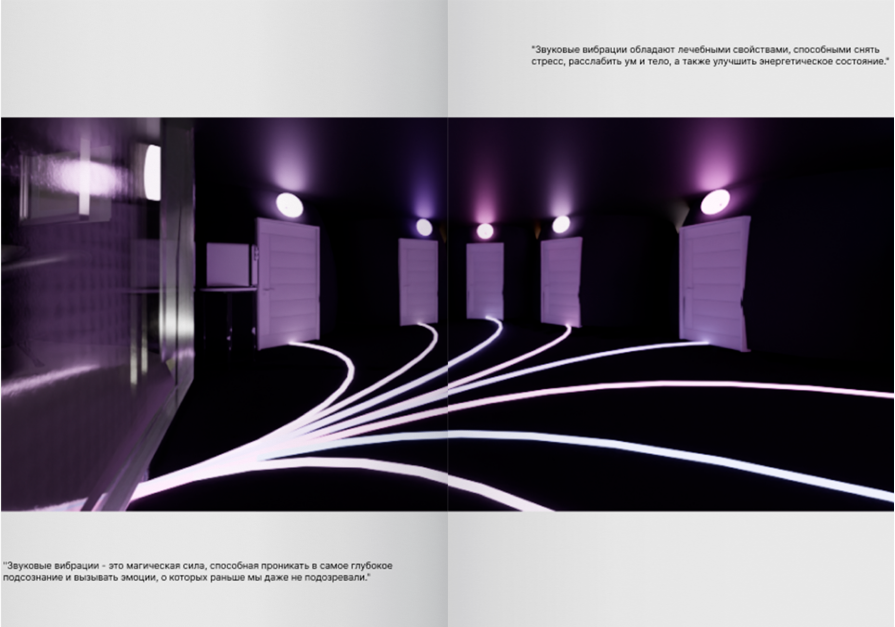 "Звуковые вибрации обладают лечебными свойствами, способными снять
стресс, расслабить ум и тело, а также улучшить энергетическое состояние."
"Звуковые вибрации - это магическая сила, способная проникать в самое глубокое
подсознание и вызывать эмоции, о которых раньше мы даже не подозревали."